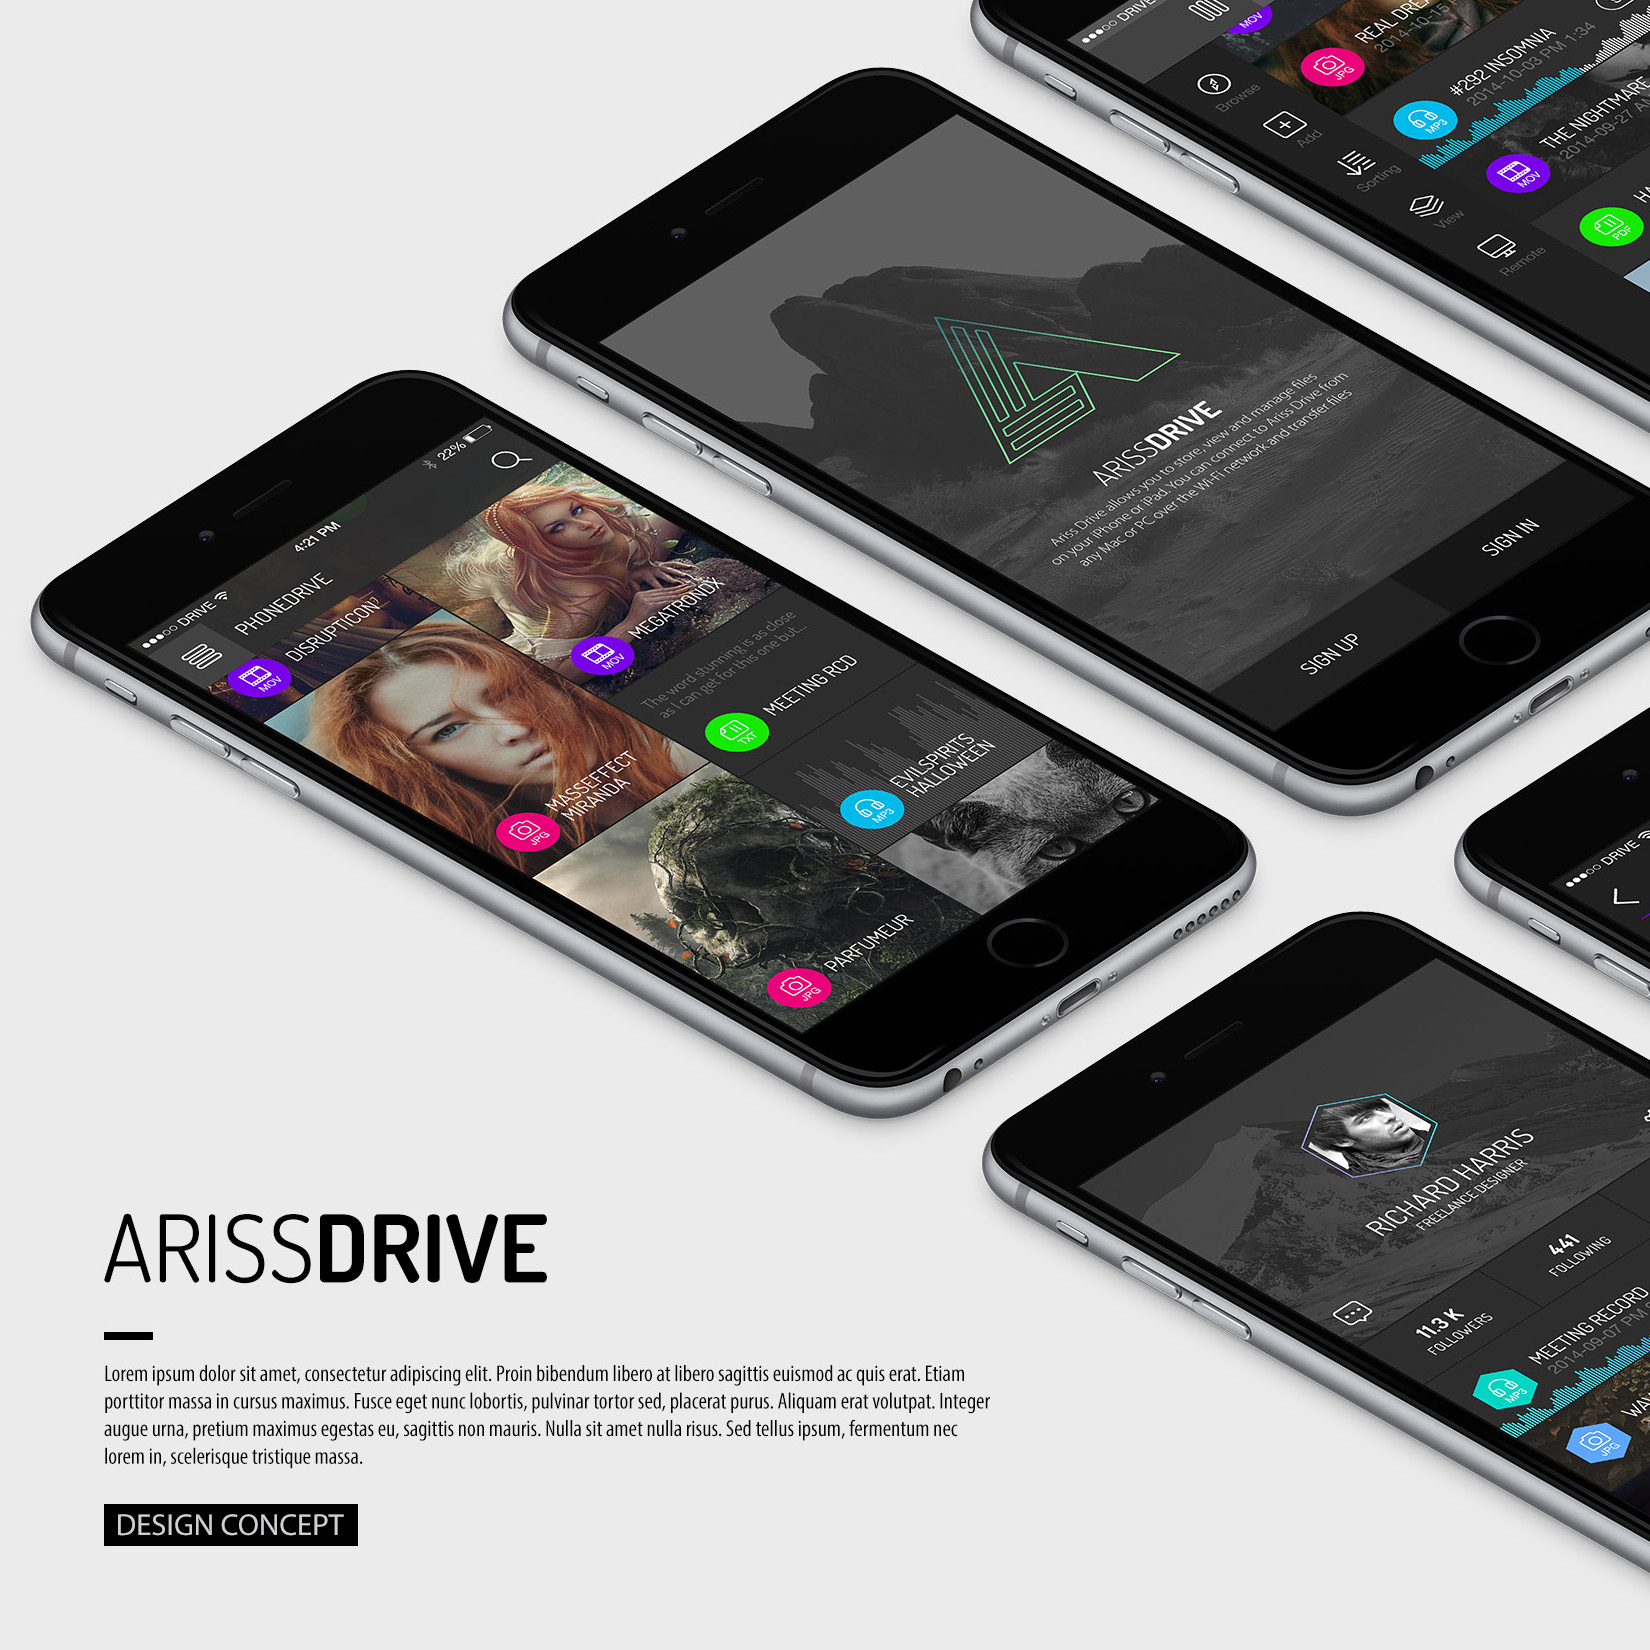 DRIVE
MOV
JPG
REAL
2014-10-15
#292 INSOMNIA
2014-10-03 PM 1:34
MP3
THE NIGHTMARE
2014-09-27
MOV
PDF
Browse
Add
Sorting
View
Remote
ARISSDRIVE
Ariss Drive allows you to store, view and manage files
on your iPhone or iPad. You can connect to Ariss Drive from
any Mac or PC over the Wi-Fi network and transfer files
SIGN UP
SIGN IN
DRIVE
4:21 PM
22%
PHONEDRIVE
DISRUPTICON
MOV
MEGATRONDX
MOV
MASSEFFECT
MIRANDA
JPG
The word stunning is as close
as I can get for this one but...
MEETING RCD
TXT
EVILSPIRITS
HALLOWEEN
MP3
PARFUMEUR
JPG
DRIVE
RICHARD HARRIS
FREELANCE DESIGNER
11.3 K
FOLLOWERS
441
FOLLOWING
MEETING RECORD
2014-09-07 PM
MP3
JPG
ARISSDRIVE
Lorem ipsum dolor sit amet, consectetur adipiscing elit. Proin bibendum libero at libero sagittis euismod ac quis erat. Etiam
porttitor massa in cursus maximus. Fusce eget nunc lobortis, pulvinar tortor sed, placerat purus. Aliquam erat volutpat. Integer
augue urna, pretium maximus egestas eu, sagittis non mauris. Nulla sit amet nulla risus. Sed tellus ipsum, fermentum nec
lorem in, scelerisque tristique massa.
DESIGN CONCEPT